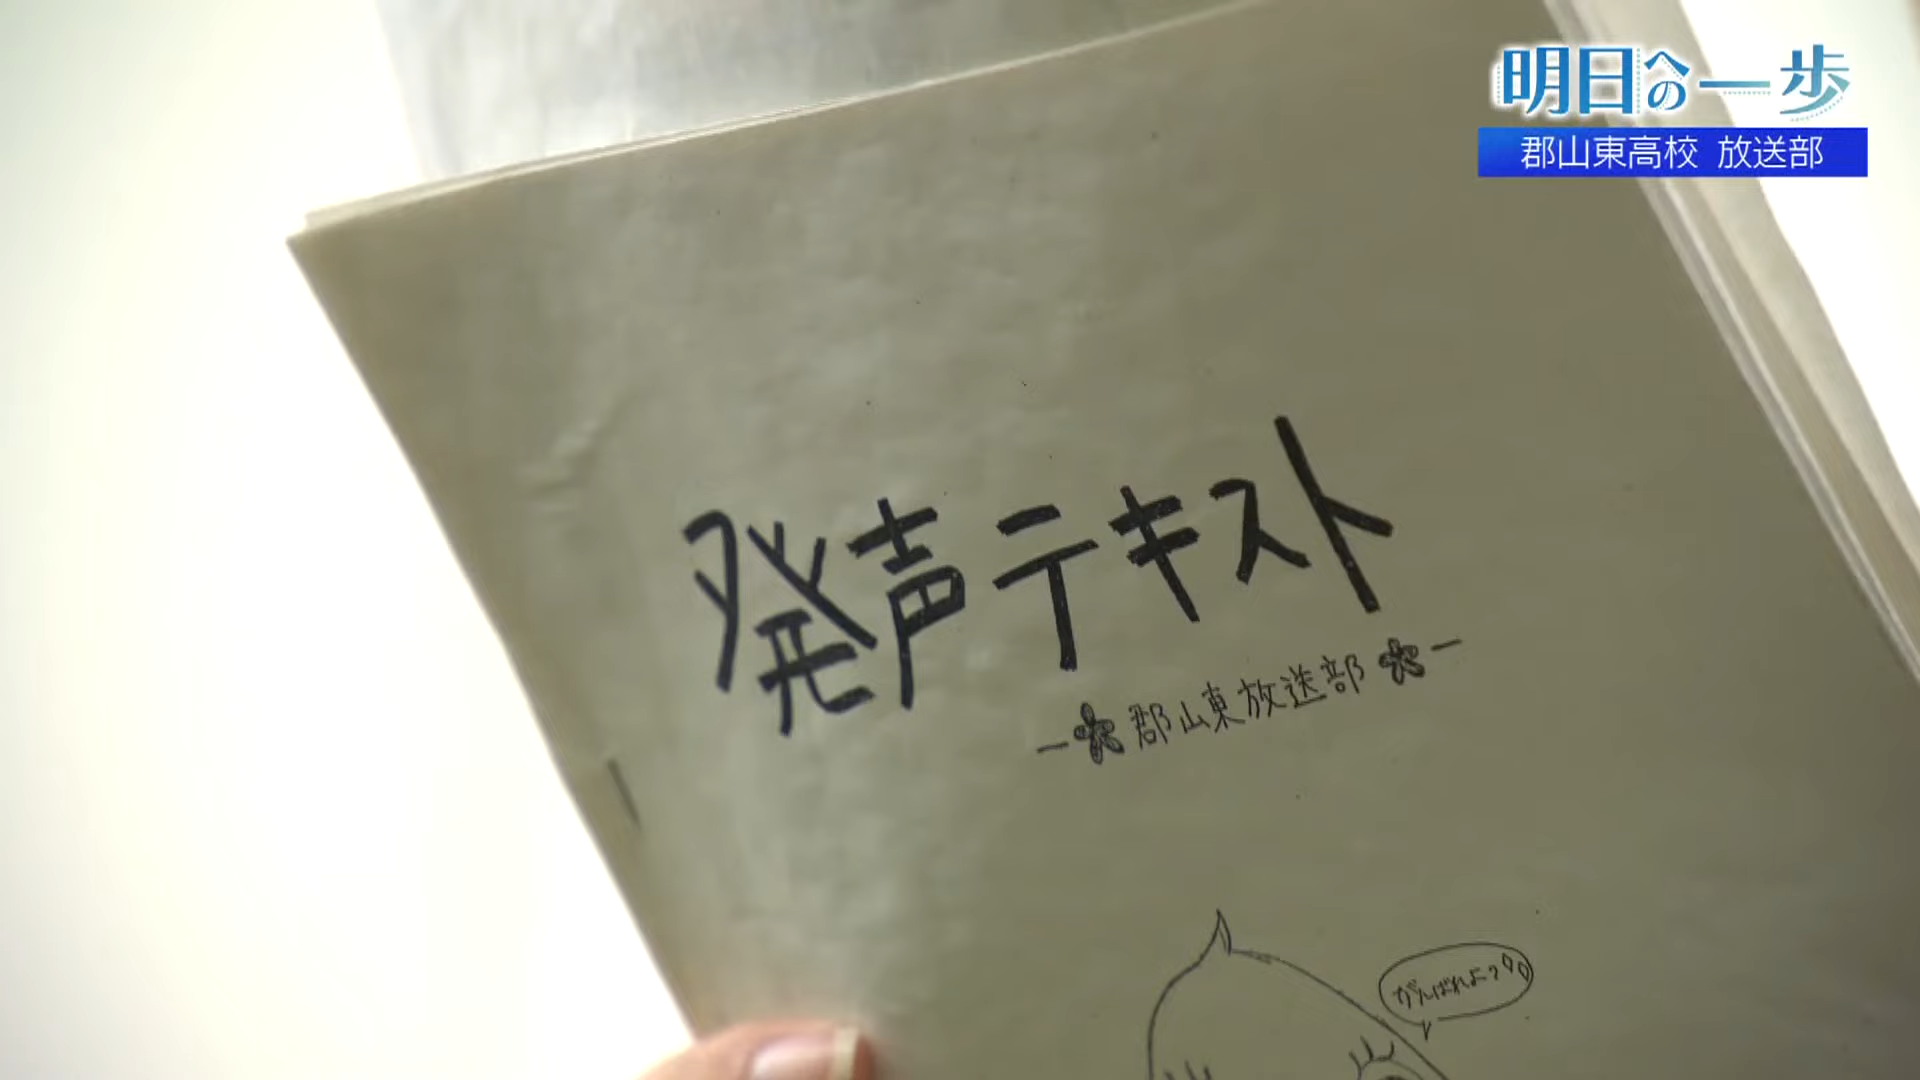 明日への一歩
郡山東高校 放送部
発声テキスト
郡山東放送部
がんばれよっ